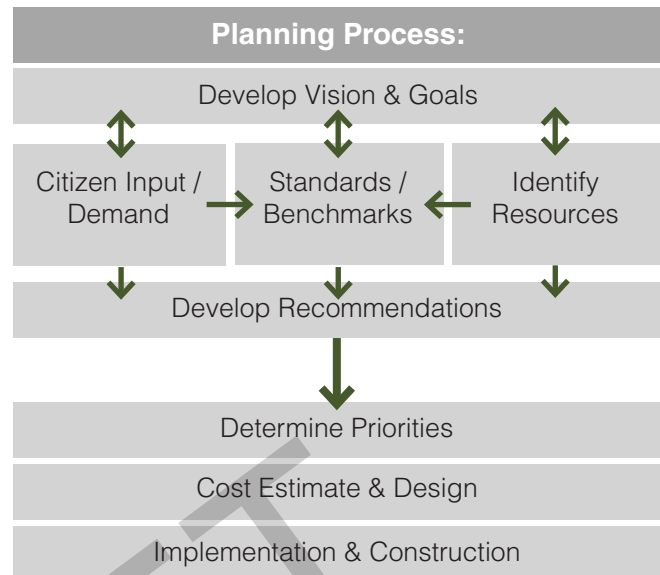 Planning Process:
Develop Vision & Goals
Citizen Input /
Demand
Standards /
Benchmarks
Identify
Resources
Develop Recommendations
Determine Priorities
Cost Estimate & Design
Implementation & Construction